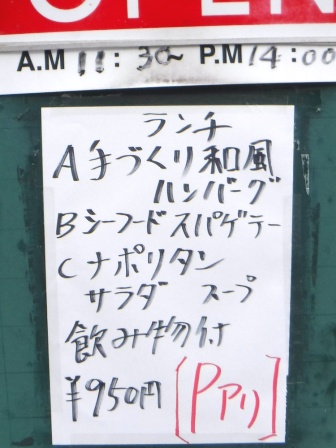 OPEN
A.M 11:30~ P.M 14:00
ランチ
A 手づくり和風
ハンバーグ
B シーフードスパゲテー
C ナポリタン
サラダ スープ
飲み物付
¥950円 [Pアリ]